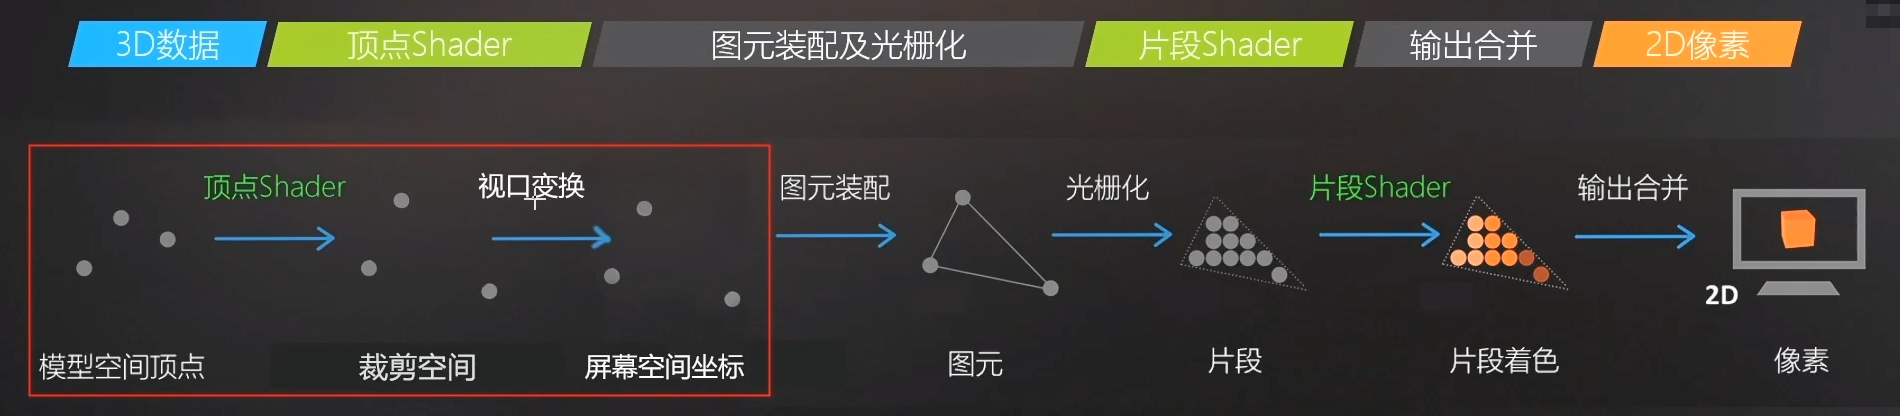 3D数据 顶点Shader 图元装配及光栅化 片段Shader 输出合并 2D像素
顶点Shader 视口变换 图元装配 光栅化 片段Shader 输出合并
2D
模型空间顶点 裁剪空间 屏幕空间坐标 图元 片段 片段着色 像素